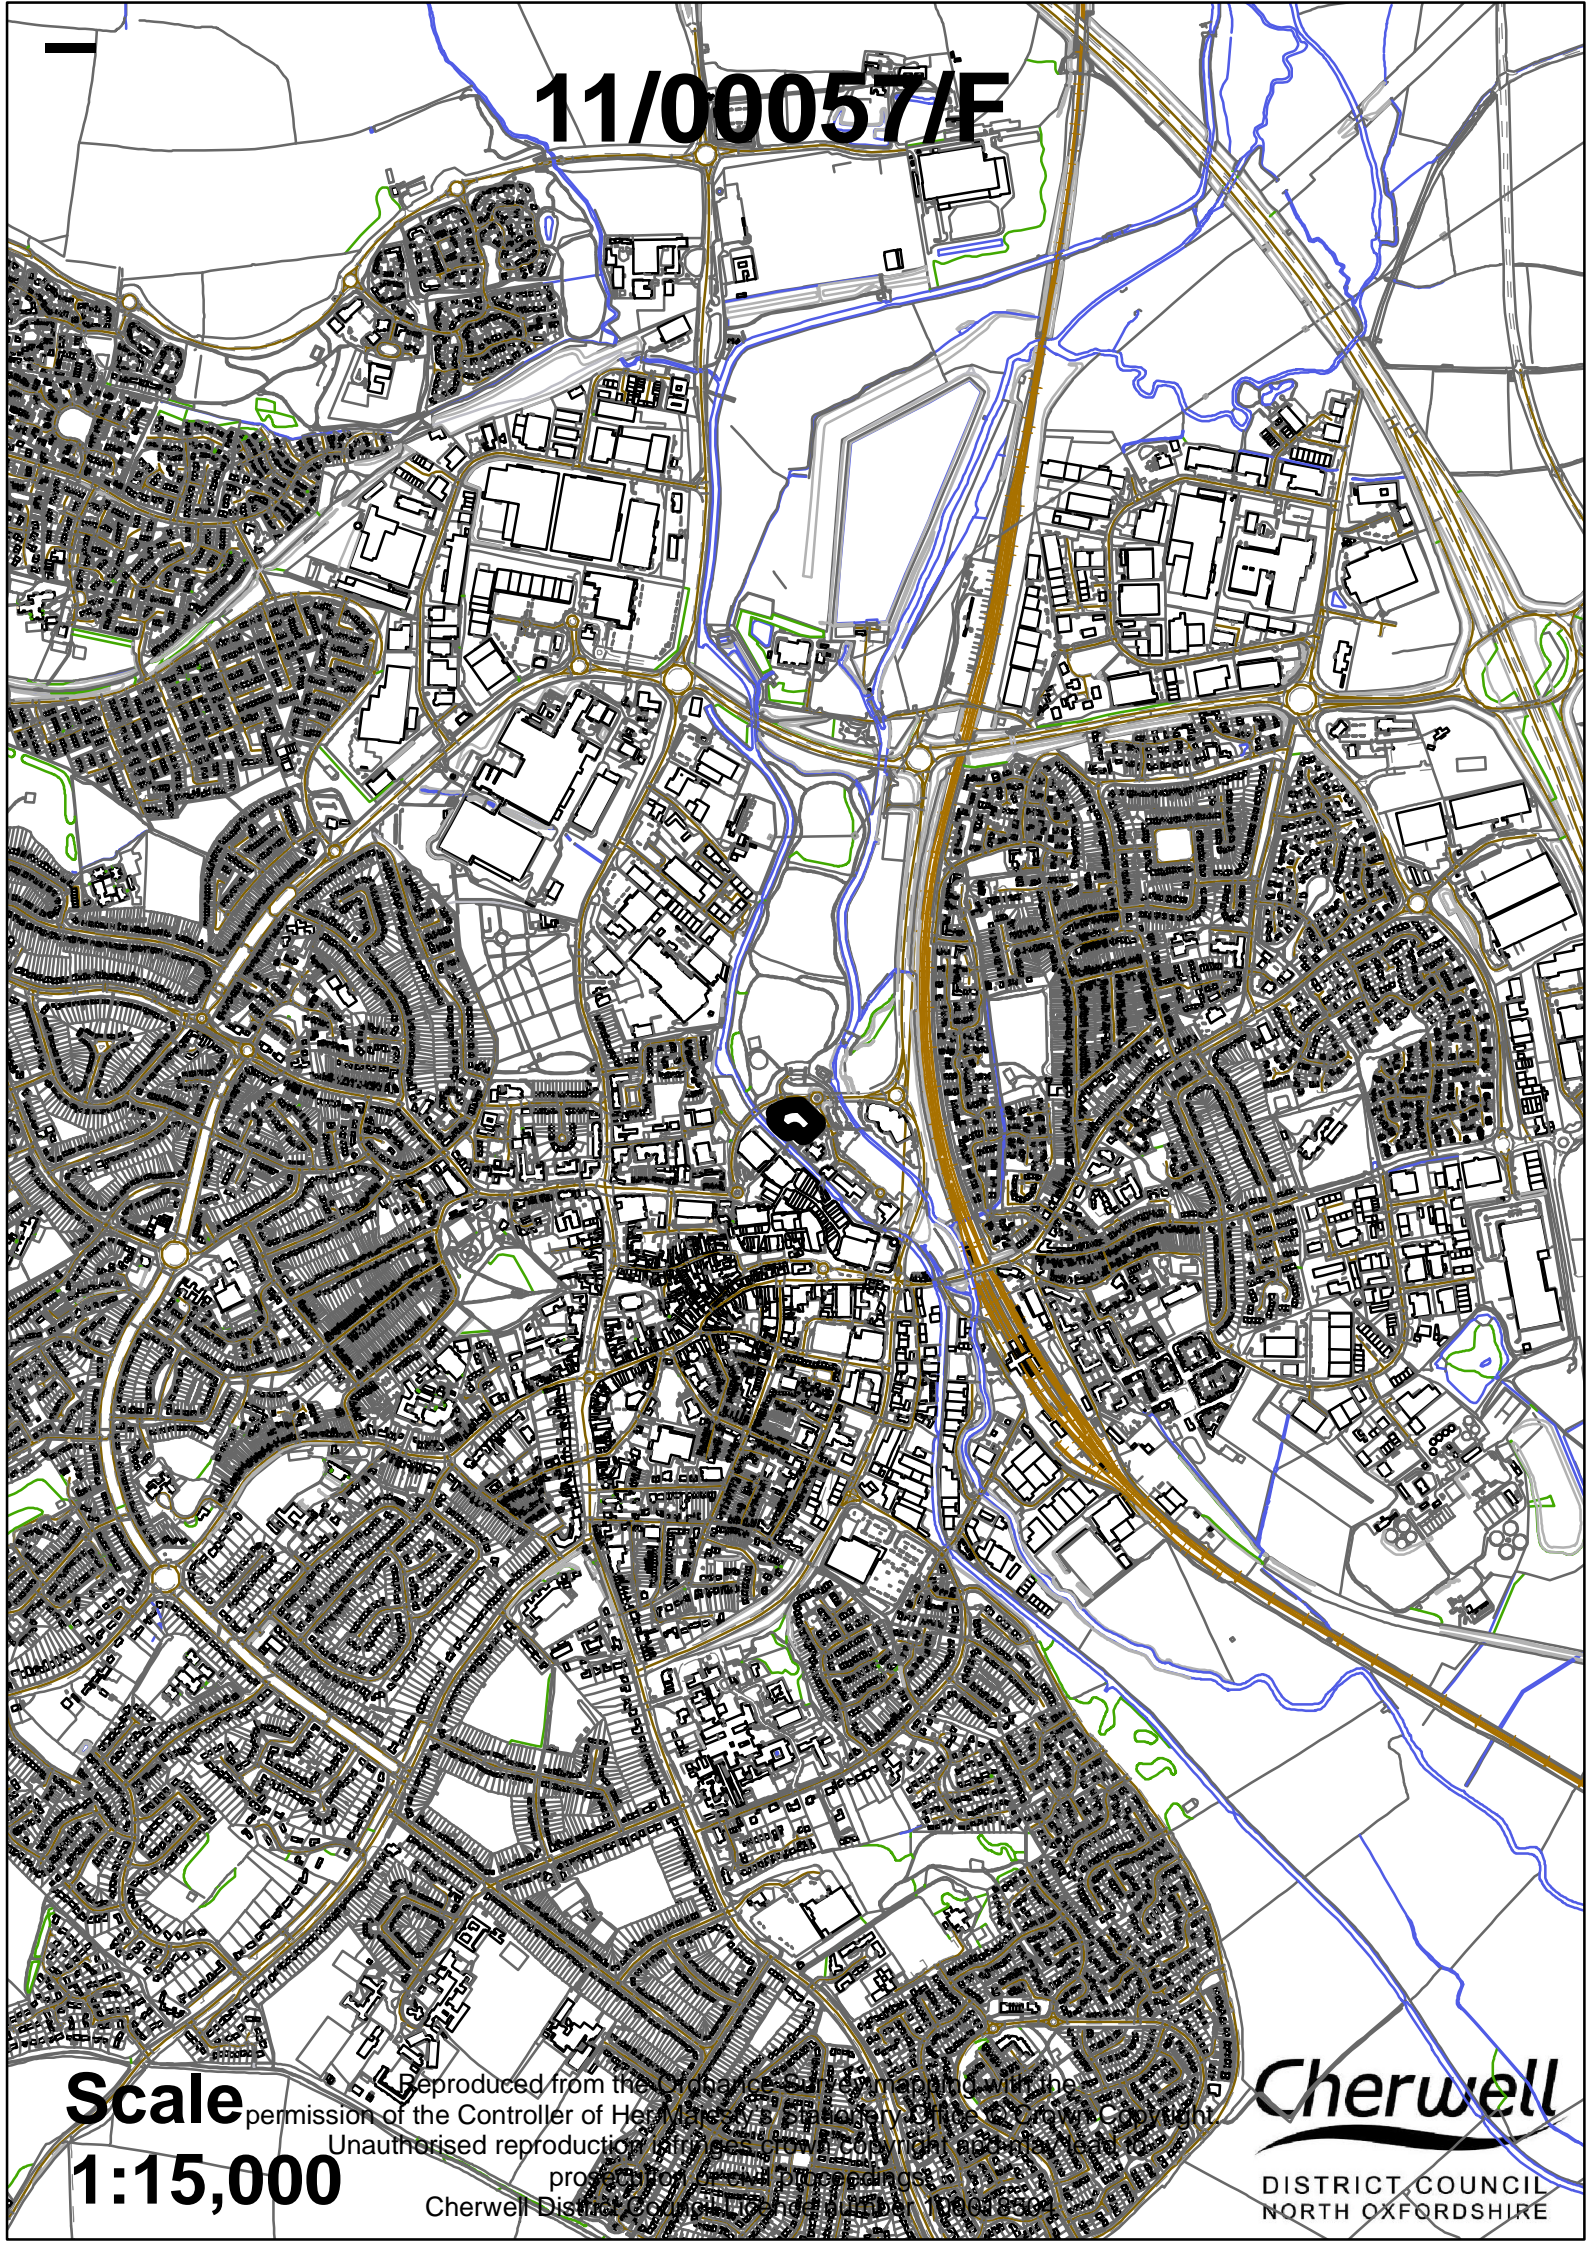 11/00057/F
Scale
1:15,000
Reproduced from the Ordnance Survey mapping with the
permission of the Controller of Her Majesty's Stationery Office © Crown Copyright.
Unauthorised reproduction infringes crown copyright and may lead to
prosecution or civil proceedings.
Cherwell District Council Licence number 100018504
Cherwell
DISTRICT COUNCIL
NORTH OXFORDSHIRE